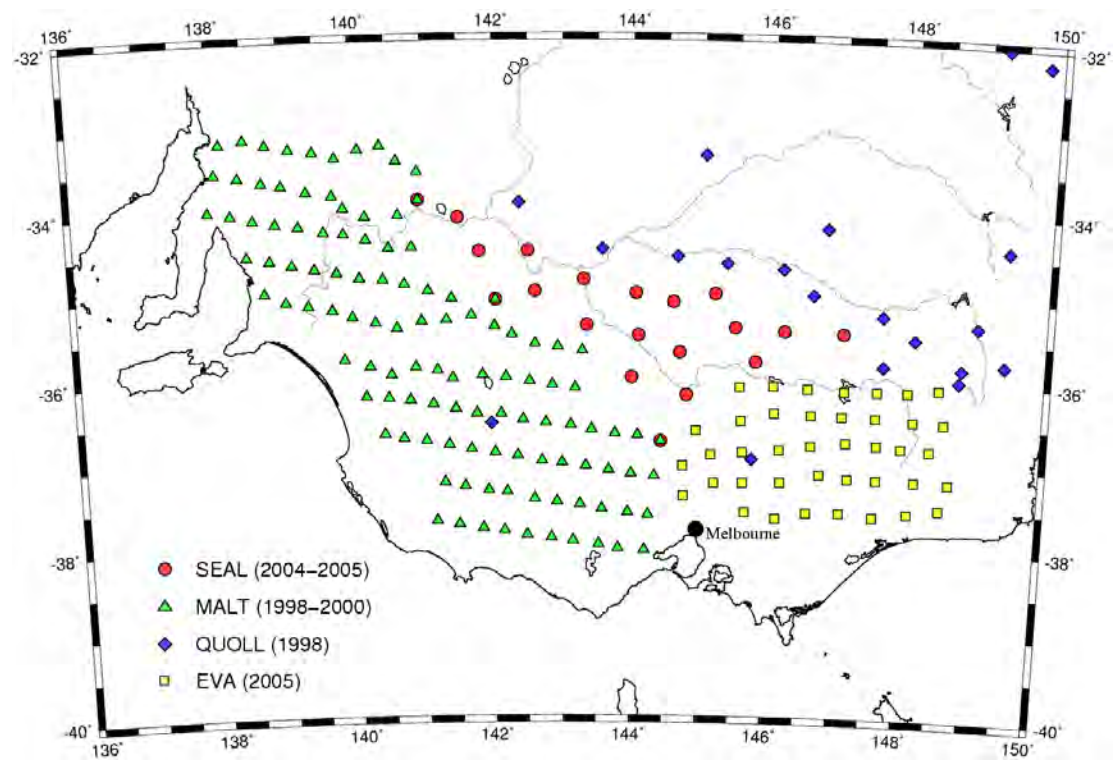 136° 138° 140° 142° 144° 146° 148° 150°
-32° -32°
-34° -34°
-36° -36°
Melbourne
-38° -38°
SEAL (2004–2005)
MALT (1998–2000)
QUOLL (1998)
EVA (2005)
-40° -40°
136° 138° 140° 142° 144° 146° 148° 150°